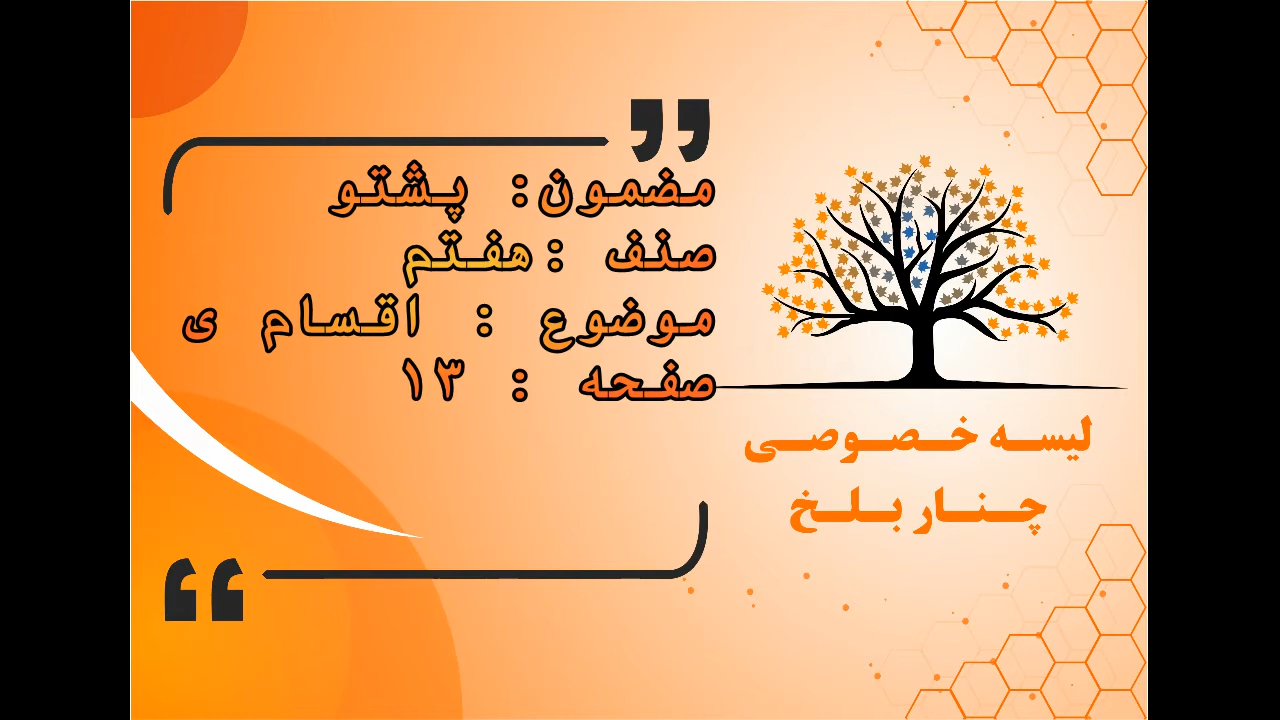 مضمون: پشتو
صنف : هفتم
موضوع : اقسام ی
صفحه : ۱۳
لیسه خصوصی
چنار بلخ